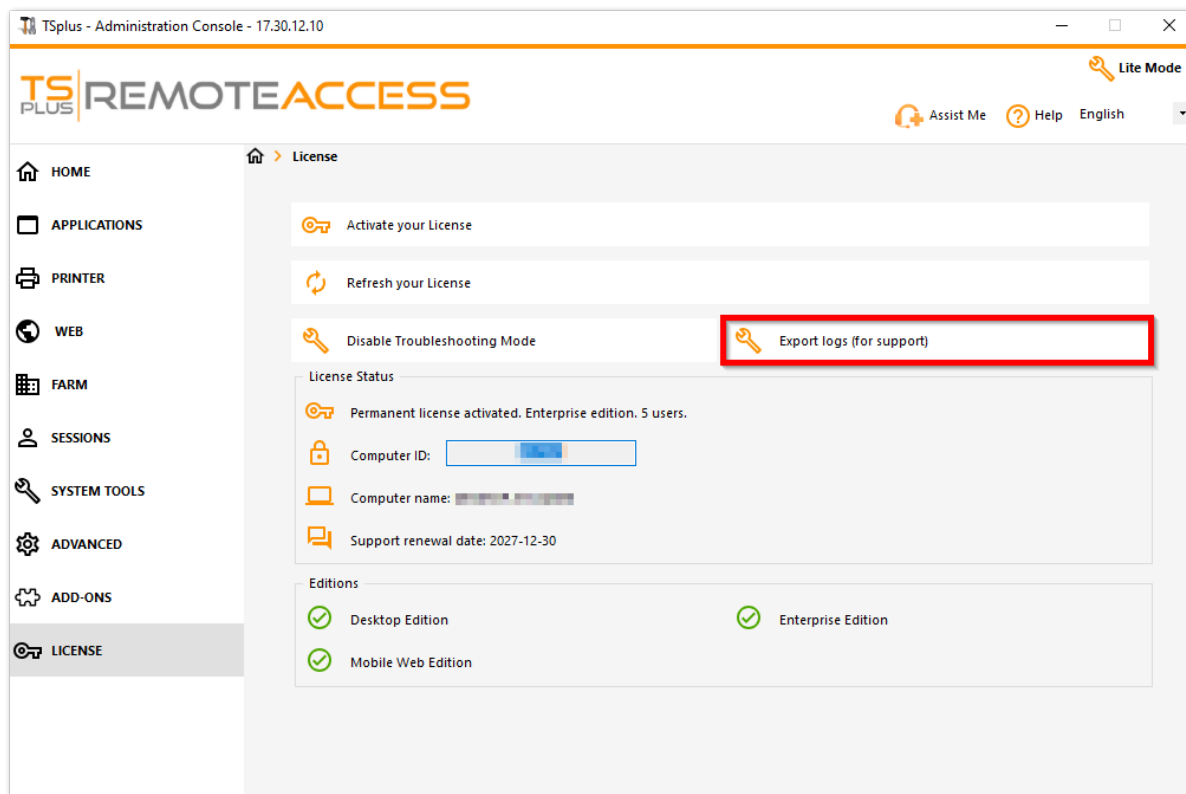 TSplus - Administration Console - 17.30.12.10
Lite Mode
TS PLUS REMOTEACCESS
Assist Me
Help
English
HOME
APPLICATIONS
PRINTER
WEB
FARM
SESSIONS
SYSTEM TOOLS
ADVANCED
ADD-ONS
LICENSE
License
Activate your License
Refresh your License
Disable Troubleshooting Mode
Export logs (for support)
License Status
Permanent license activated. Enterprise edition. 5 users.
Computer ID:
Computer name:
Support renewal date: 2027-12-30
Editions
Desktop Edition
Enterprise Edition
Mobile Web Edition